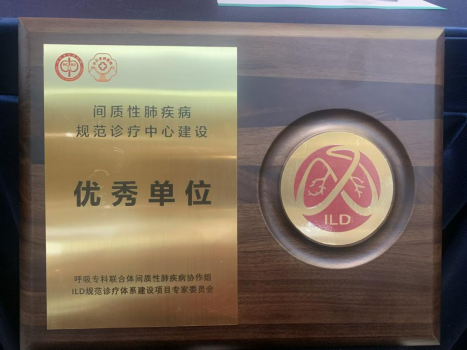 间质性肺疾病
规范诊疗中心建设
优秀单位
呼吸专科联合体间质性肺疾病协作组
ILD规范诊疗体系建设项目专家委员会
ILD